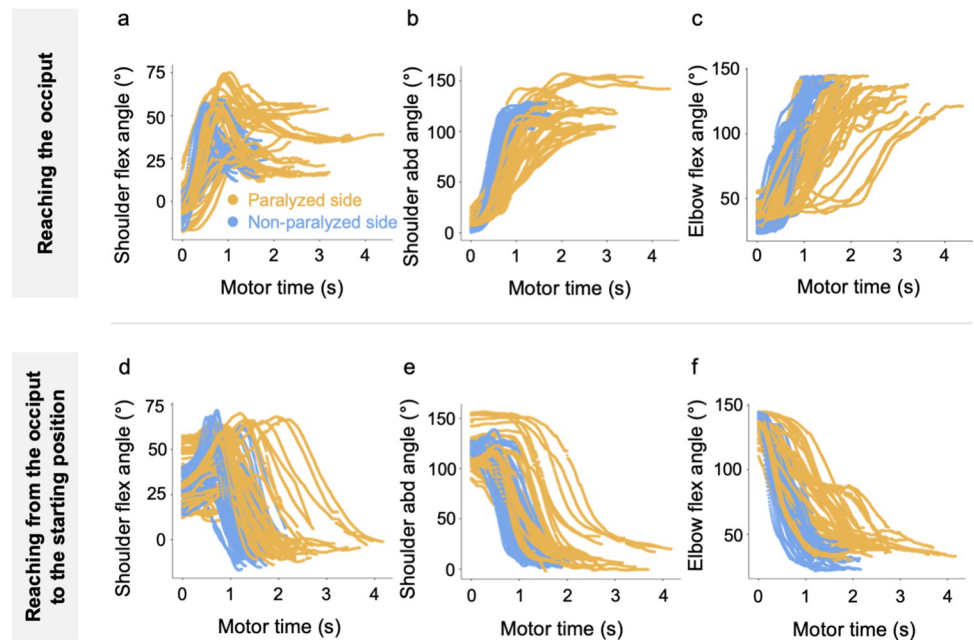 Reaching the occiput
a
Shoulder flex angle (°)
75
50
25
0
Paralyzed side
Non-paralyzed side
0 1 2 3 4
Motor time (s)
b
Shoulder abd angle (°)
150
100
50
0
0 1 2 3 4
Motor time (s)
c
Elbow flex angle (°)
150
100
50
0 1 2 3 4
Motor time (s)
Reaching from the occiput
to the starting position
d
Shoulder flex angle (°)
75
50
25
0
0 1 2 3 4
Motor time (s)
e
Shoulder abd angle (°)
150
100
50
0
0 1 2 3 4
Motor time (s)
f
Elbow flex angle (°)
150
100
50
0 1 2 3 4
Motor time (s)